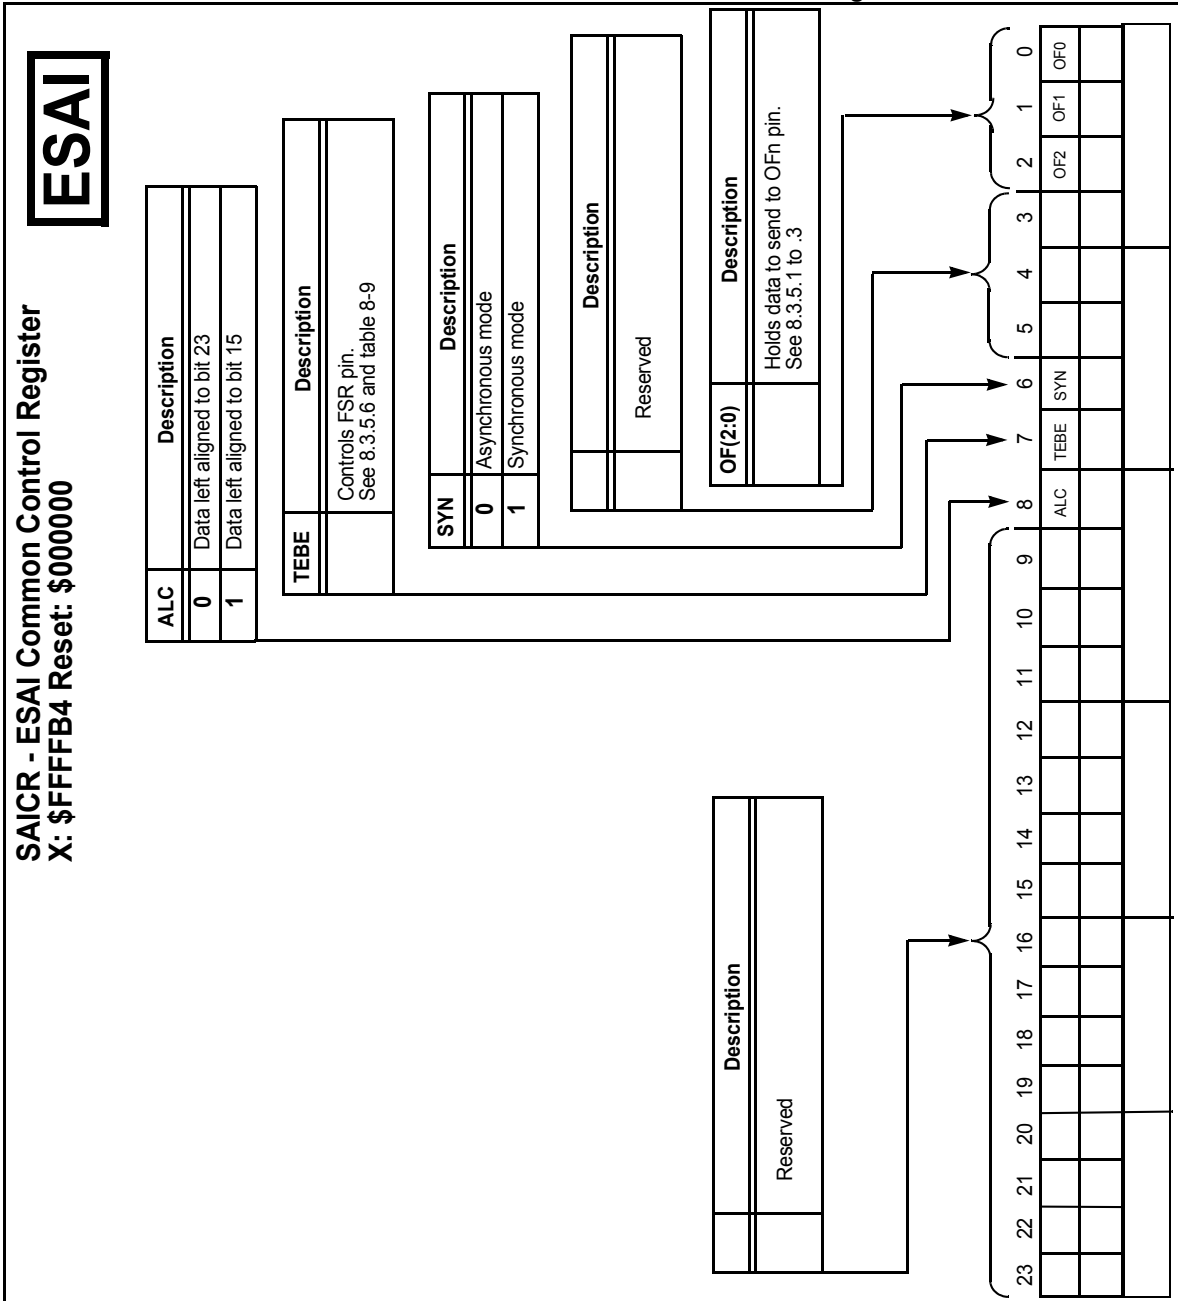 SAICR - ESAI Common Control Register
X: $FFFFB4 Reset: $000000
ESAI
ALC Description
0 Data left aligned to bit 23
1 Data left aligned to bit 15
TEBE Description
Controls FSR pin.
See 8.3.5.6 and table 8-9
SYN Description
0 Asynchronous mode
1 Synchronous mode
Description
Reserved
OF(2:0) Description
Holds data to send to OFn pin.
See 8.3.5.1 to .3
Description
Reserved
23 22 21 20 19 18 17 16 15 14 13 12 11 10 9 8 7 6 5 4 3 2 1 0
ALC TEBE SYN OF2 OF1 OF0